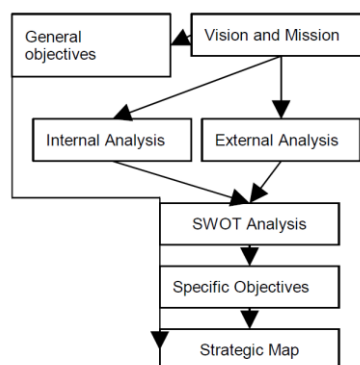 General
objectives
Vision and Mission
Internal Analysis
External Analysis
SWOT Analysis
Specific Objectives
Strategic Map